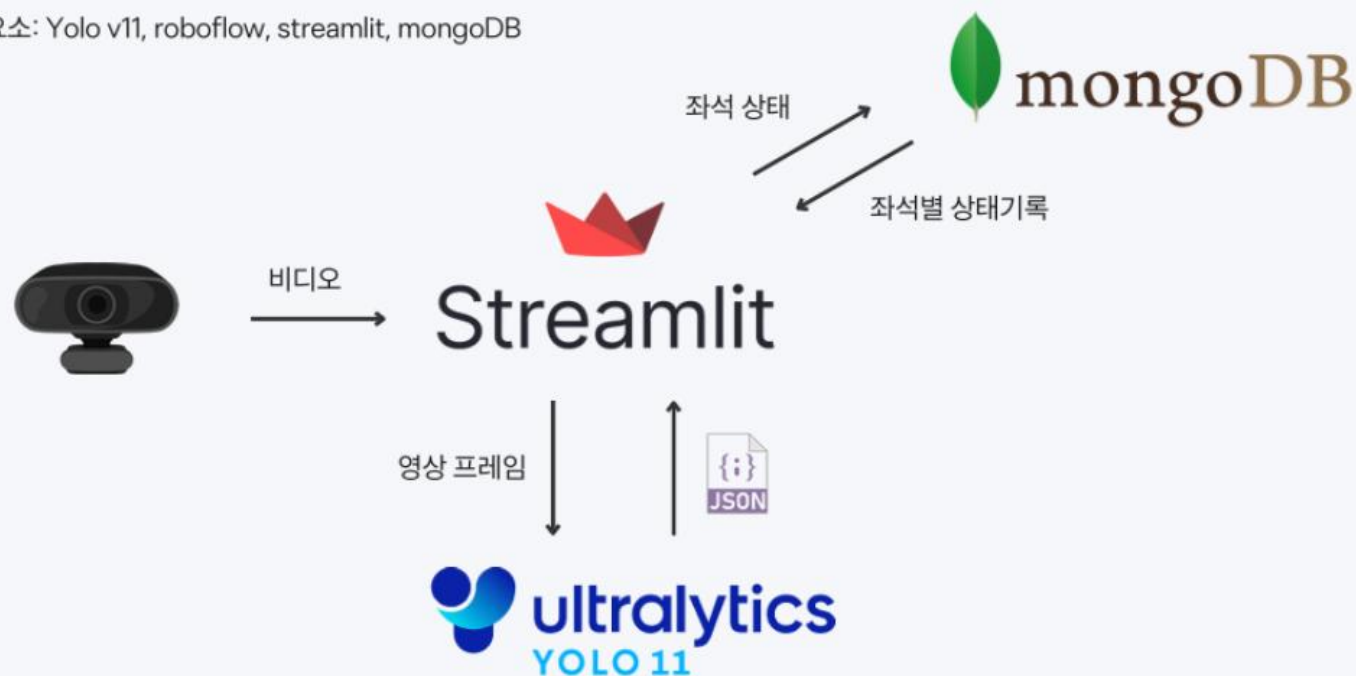 소: Yolo v11, roboflow, streamlit, mongoDB
mongoDB
좌석 상태
좌석별 상태기록
비디오
Streamlit
영상 프레임
{;}
JSON
ultralytics
YOLO 11